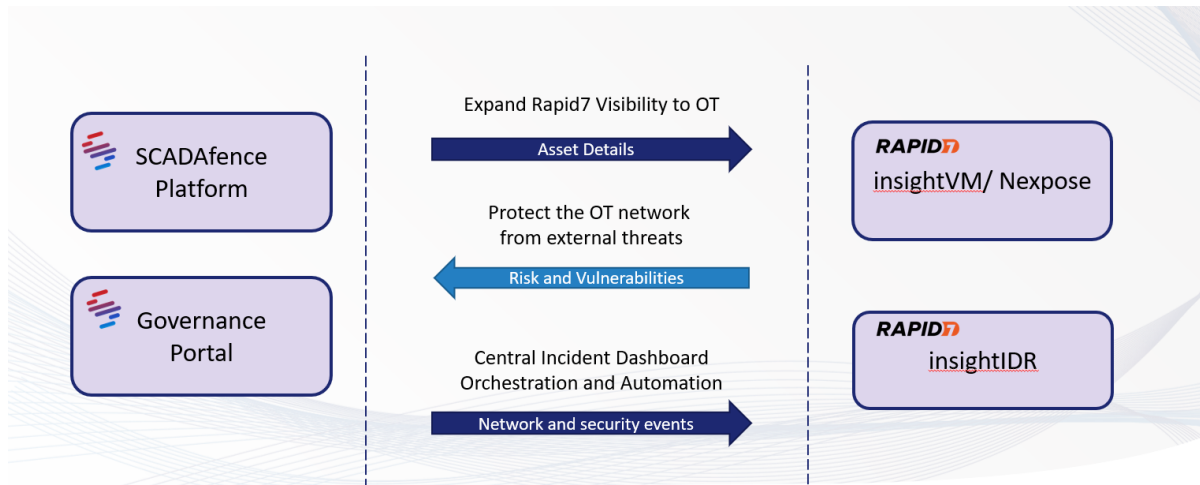 SCADAfence
Platform
Governance
Portal
Expand Rapid7 Visibility to OT
Asset Details
Protect the OT network
from external threats
Risk and Vulnerabilities
Central Incident Dashboard
Orchestration and Automation
Network and security events
RAPID7
insightVM/ Nexpose
RAPID7
insightIDR